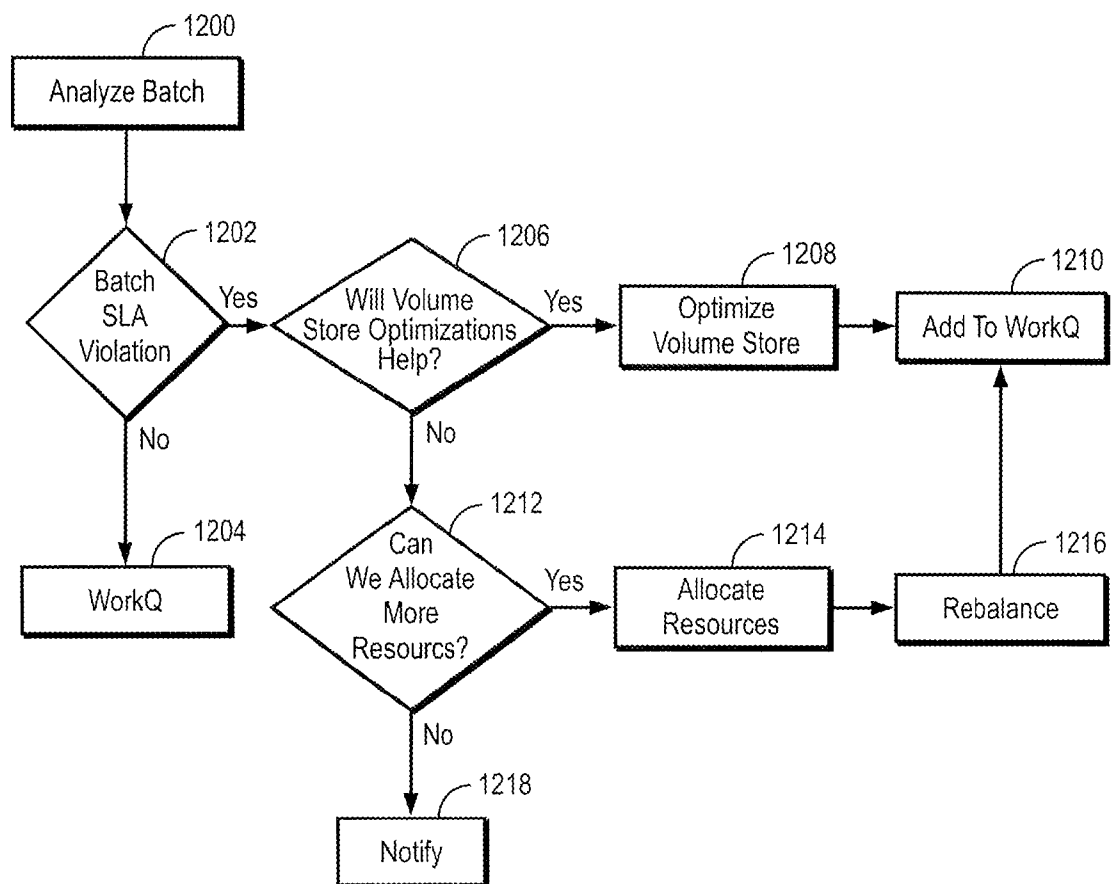 1200
Analyze Batch
1202
Batch
SLA
Violation
Yes
No
1204
WorkQ
1206
Will Volume
Store Optimizations
Help?
Yes
No
1208
Optimize
Volume Store
1210
Add To WorkQ
1212
Can
We Allocate
More
Resourcs?
Yes
No
1214
Allocate
Resources
1216
Rebalance
1218
Notify